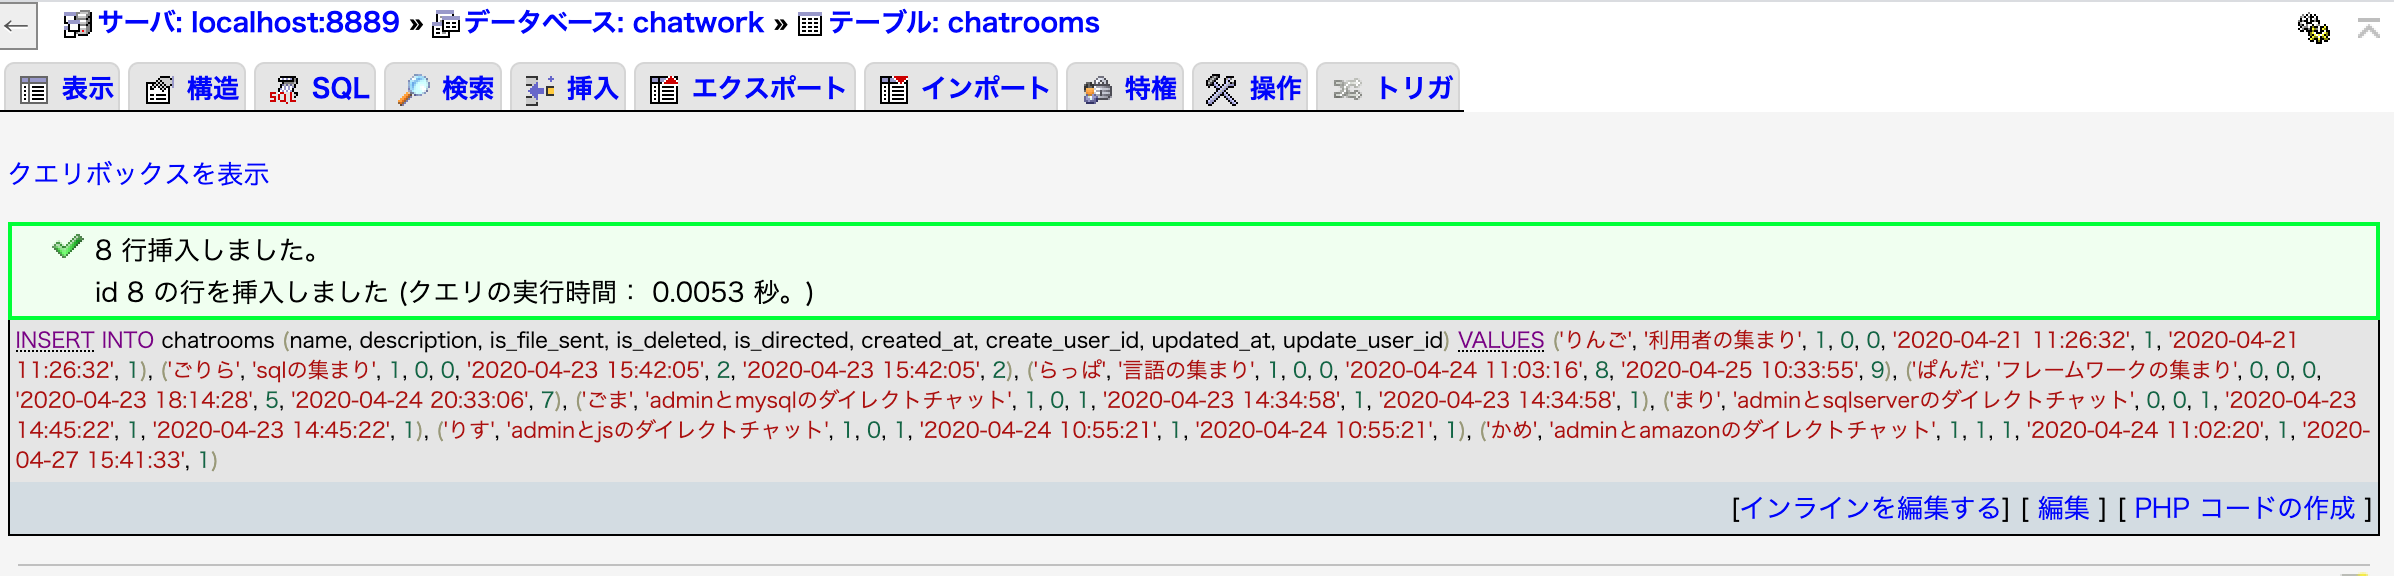 サーバ: localhost:8889 » データベース: chatwork » テーブル: chatrooms
表示 構造 SQL 検索 挿入 エクスポート インポート 特権 操作 トリガ
クエリボックスを表示
8 行挿入しました。
id 8 の行を挿入しました (クエリの実行時間： 0.0053 秒。)
INSERT INTO chatrooms (name, description, is_file_sent, is_deleted, is_directed, created_at, create_user_id, updated_at, update_user_id) VALUES ('りんご', '利用者の集まり', 1, 0, 0, '2020-04-21 11:26:32', 1, '2020-04-21
11:26:32', 1), ('ごりら', 'sqlの集まり', 1, 0, 0, '2020-04-23 15:42:05', 2, '2020-04-23 15:42:05', 2), ('らっぱ', '言語の集まり', 1, 0, 0, '2020-04-24 11:03:16', 8, '2020-04-25 10:33:55', 9), ('ぱんだ', 'フレームワークの集まり', 0, 0, 0,
'2020-04-23 18:14:28', 5, '2020-04-24 20:33:06', 7), ('ごま', 'adminとmysqlのダイレクトチャット', 1, 0, 1, '2020-04-23 14:34:58', 1, '2020-04-23 14:34:58', 1), ('まり', 'adminとsqlserverのダイレクトチャット', 0, 0, 1, '2020-04-23
14:45:22', 1, '2020-04-23 14:45:22', 1), ('りす', 'adminとjsのダイレクトチャット', 1, 0, 1, '2020-04-24 10:55:21', 1, '2020-04-24 10:55:21', 1), ('かめ', 'adminとamazonのダイレクトチャット', 1, 1, 1, '2020-04-24 11:02:20', 1, '2020-
04-27 15:41:33', 1)
[インラインを編集する] [ 編集 ] [ PHP コードの作成 ]